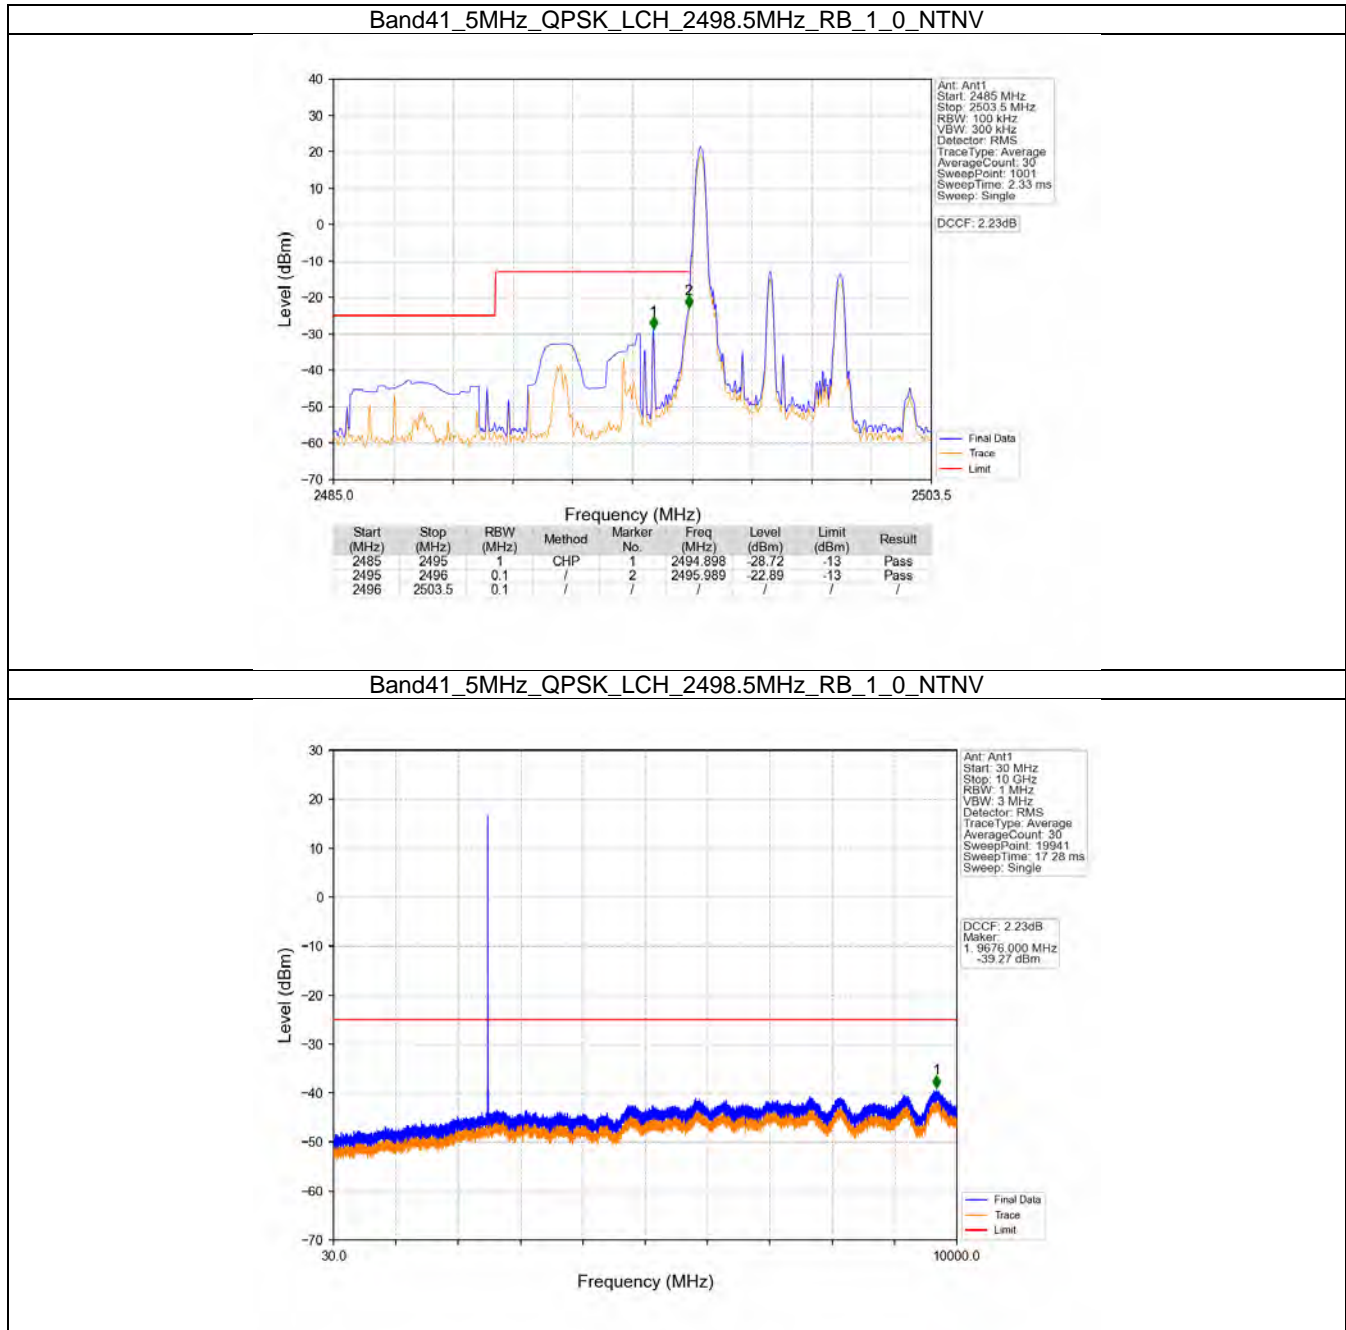 Band41_5MHz_QPSK_LCH_2498.5MHz_RB_1_0_NTNV
Ant: Ant1
Start: 2485 MHz
Stop: 2503.5 MHz
RBW: 100 kHz
VBW: 300 kHz
Detector: RMS
TraceType: Average
AverageCount: 30
SweepPoint: 1001
SweepTime: 2.33 ms
Sweep: Single
DCCF: 2.23dB
40
30
20
10
0
−10
−20
−30
−40
−50
−60
−70
Level (dBm)
1
2
Final Data
Trace
Limit
2485.0 2503.5
Frequency (MHz)
Start (MHz) Stop (MHz) RBW (MHz) Method Marker No. Freq (MHz) Level (dBm) Limit (dBm) Result
2485 2495 1 CHP 1 2494.898 -28.72 -13 Pass
2495 2496 0.1 / 2 2495.989 -22.89 -13 Pass
2496 2503.5 0.1 / / / / / /
Band41_5MHz_QPSK_LCH_2498.5MHz_RB_1_0_NTNV
Ant: Ant1
Start: 30 MHz
Stop: 10 GHz
RBW: 1 MHz
VBW: 3 MHz
Detector: RMS
TraceType: Average
AverageCount: 30
SweepPoint: 19941
SweepTime: 17.28 ms
Sweep: Single
DCCF: 2.23dB
Maker:
1. 9676.000 MHz
-39.27 dBm
30
20
10
0
−10
−20
−30
−40
−50
−60
−70
Level (dBm)
1
Final Data
Trace
Limit
30.0 10000.0
Frequency (MHz)